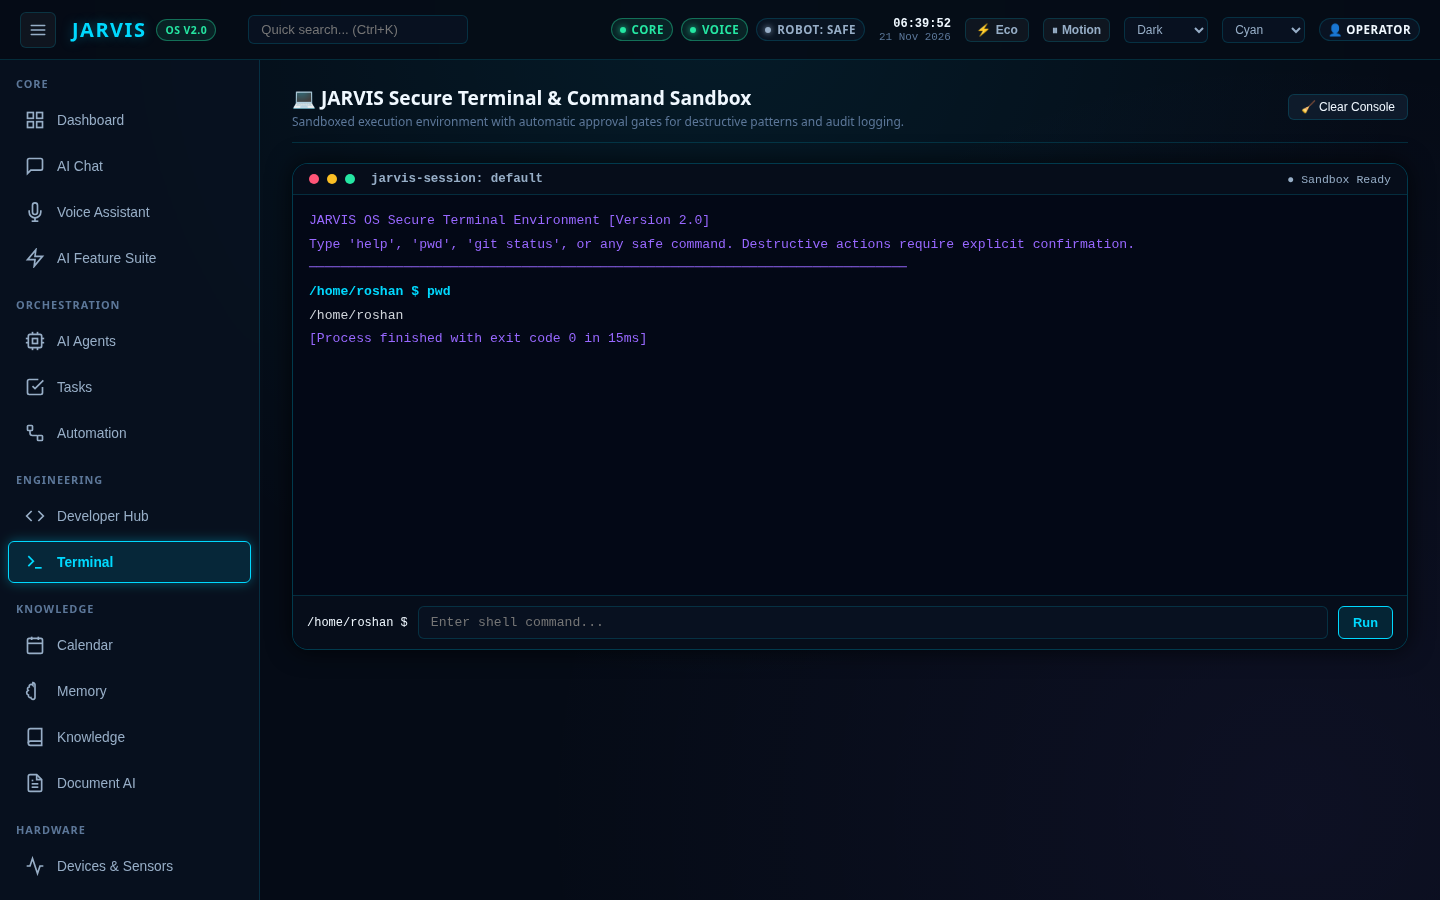 JARVIS OS V2.0
Quick search... (Ctrl+K)
CORE
VOICE
ROBOT: SAFE
06:39:52
21 Nov 2026
⚡ Eco
Motion
Dark
Cyan
👤 OPERATOR
CORE
Dashboard
AI Chat
Voice Assistant
AI Feature Suite
ORCHESTRATION
AI Agents
Tasks
Automation
ENGINEERING
Developer Hub
Terminal
KNOWLEDGE
Calendar
Memory
Knowledge
Document AI
HARDWARE
Devices & Sensors
💻 JARVIS Secure Terminal & Command Sandbox
Sandboxed execution environment with automatic approval gates for destructive patterns and audit logging.
🧹 Clear Console
jarvis-session: default
● Sandbox Ready
JARVIS OS Secure Terminal Environment [Version 2.0]
Type 'help', 'pwd', 'git status', or any safe command. Destructive actions require explicit confirmation.
/home/roshan $ pwd
/home/roshan
[Process finished with exit code 0 in 15ms]
/home/roshan $
Enter shell command...
Run